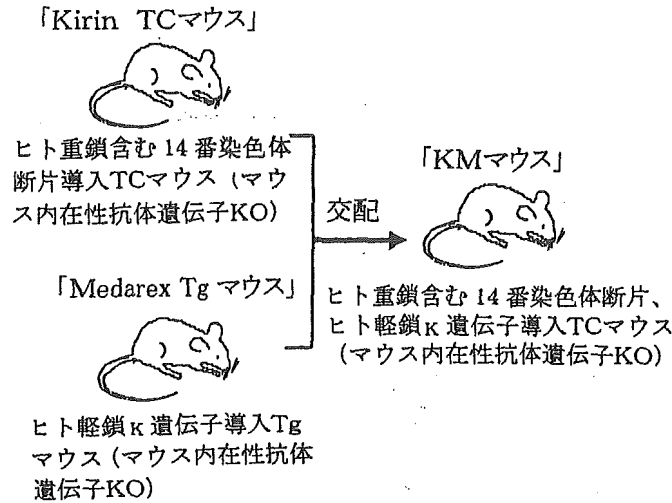 「Kirin TCマウス」
ヒト重鎖含む14番染色体
断片導入TCマウス（マウ
ス内在性抗体遺伝子KO）
「Medarex Tgマウス」
ヒト軽鎖κ遺伝子導入Tg
マウス（マウス内在性抗体
遺伝子KO）
交配
「KMマウス」
ヒト重鎖含む14番染色体断片、
ヒト軽鎖κ遺伝子導入TCマウス
（マウス内在性抗体遺伝子KO）